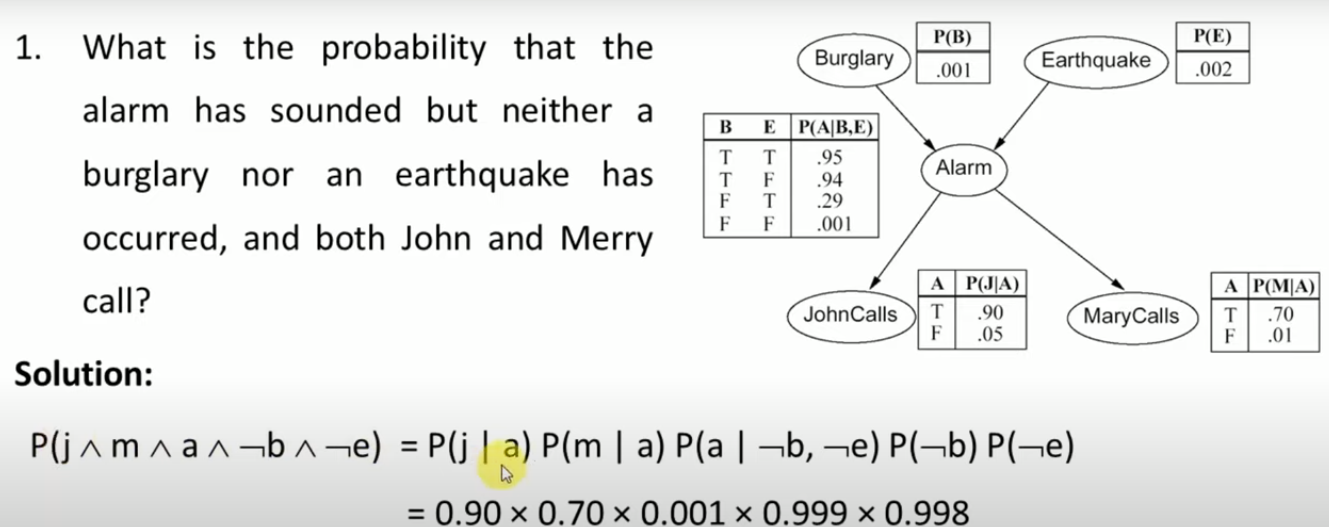 1. What is the probability that the
alarm has sounded but neither a
burglary nor an earthquake has
occurred, and both John and Merry
call?
Burglary
P(B)
.001
Earthquake
P(E)
.002
B E P(A|B,E)
T T .95
T F .94
F T .29
F F .001
Alarm
JohnCalls
A P(J|A)
T .90
F .05
MaryCalls
A P(M|A)
T .70
F .01
Solution:
P(j ∧ m ∧ a ∧ ¬b ∧ ¬e) = P(j | a) P(m | a) P(a | ¬b, ¬e) P(¬b) P(¬e)
= 0.90 × 0.70 × 0.001 × 0.999 × 0.998